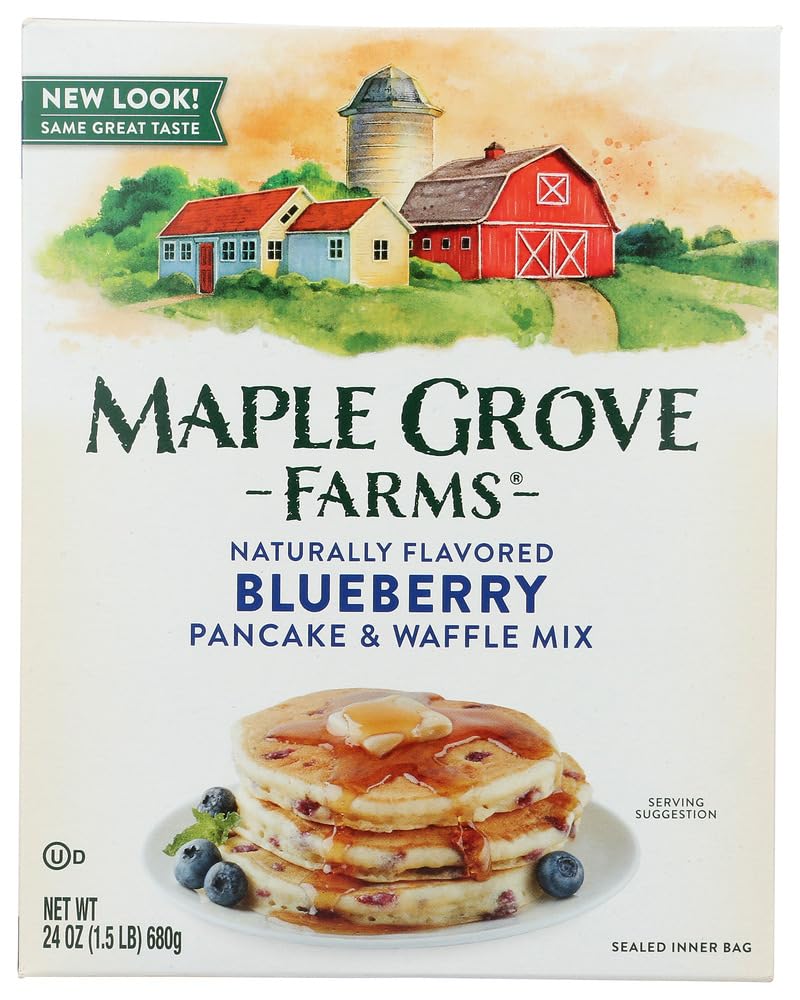 NEW LOOK!
SAME GREAT TASTE
MAPLE GROVE
-FARMS®-
NATURALLY FLAVORED
BLUEBERRY
PANCAKE & WAFFLE MIX
SERVING
SUGGESTION
UD
NET WT
24 OZ (1.5 LB) 680g
SEALED INNER BAG